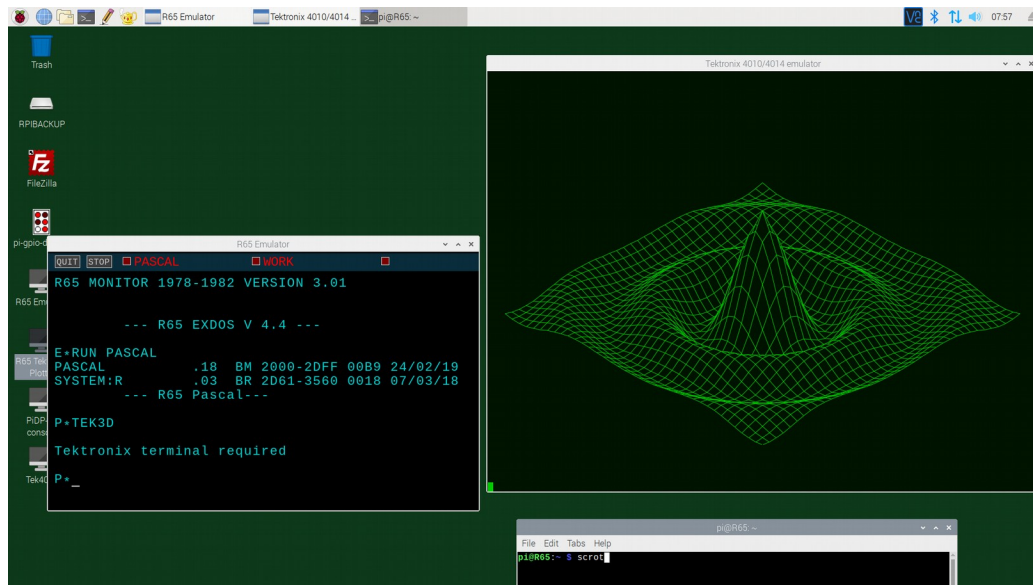 R65 Emulator
Tektronix 4010/4014 ...
pi@R65: ~
V2
07:57
Trash
RPIBACKUP
Fz
FileZilla
pi-gpio-d
R65 Em
R65 Tek
Plott
PiDP-
conso
Tek40
R65 Emulator
QUIT STOP PASCAL WORK
R65 MONITOR 1978-1982 VERSION 3.01
--- R65 EXDOS V 4.4 ---
E*RUN PASCAL
PASCAL .18 BM 2000-2DFF 00B9 24/02/19
SYSTEM:R .03 BR 2D61-3560 0018 07/03/18
--- R65 Pascal---
P*TEK3D
Tektronix terminal required
P*_
Tektronix 4010/4014 emulator
pi@R65: ~
File Edit Tabs Help
pi@R65:~ $ scrot